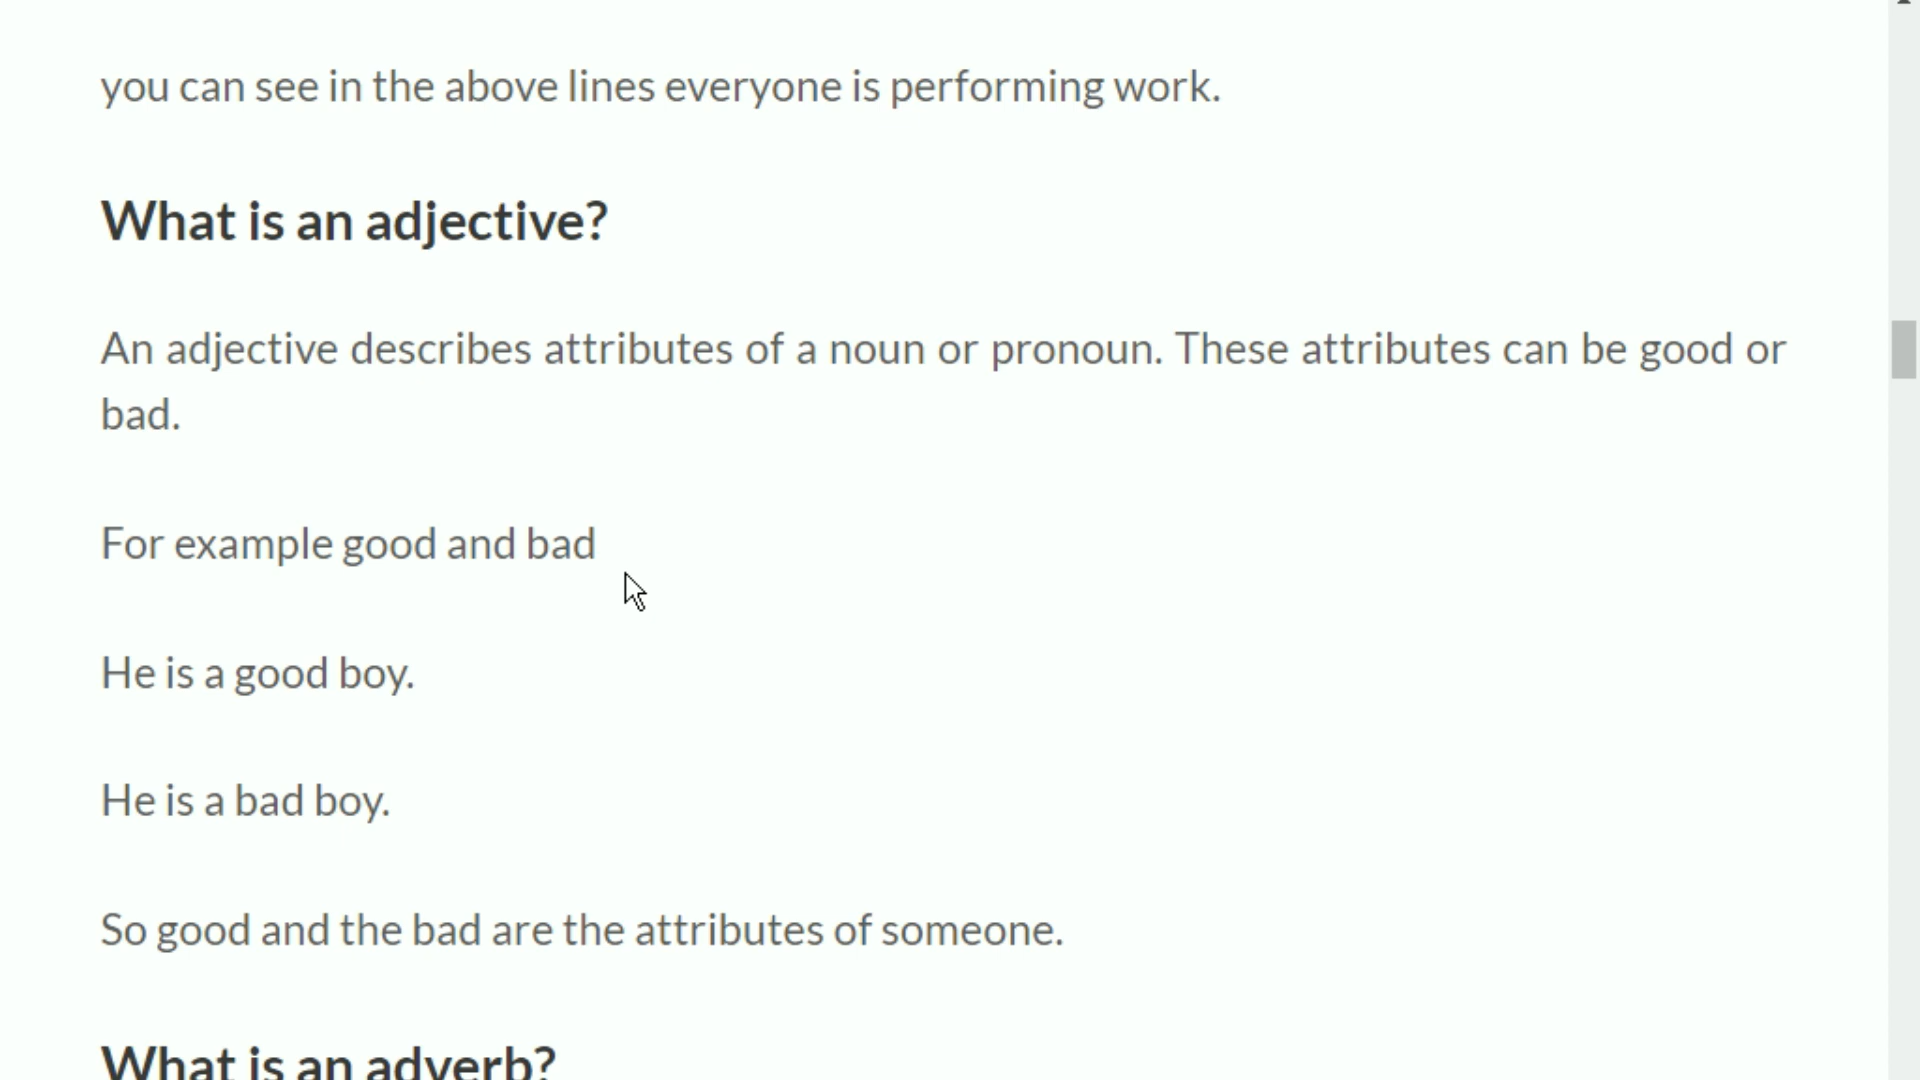 you can see in the above lines everyone is performing work.
What is an adjective?
An adjective describes attributes of a noun or pronoun. These attributes can be good or
bad.
For example good and bad
He is a good boy.
He is a bad boy.
So good and the bad are the attributes of someone.
What is an adverb?